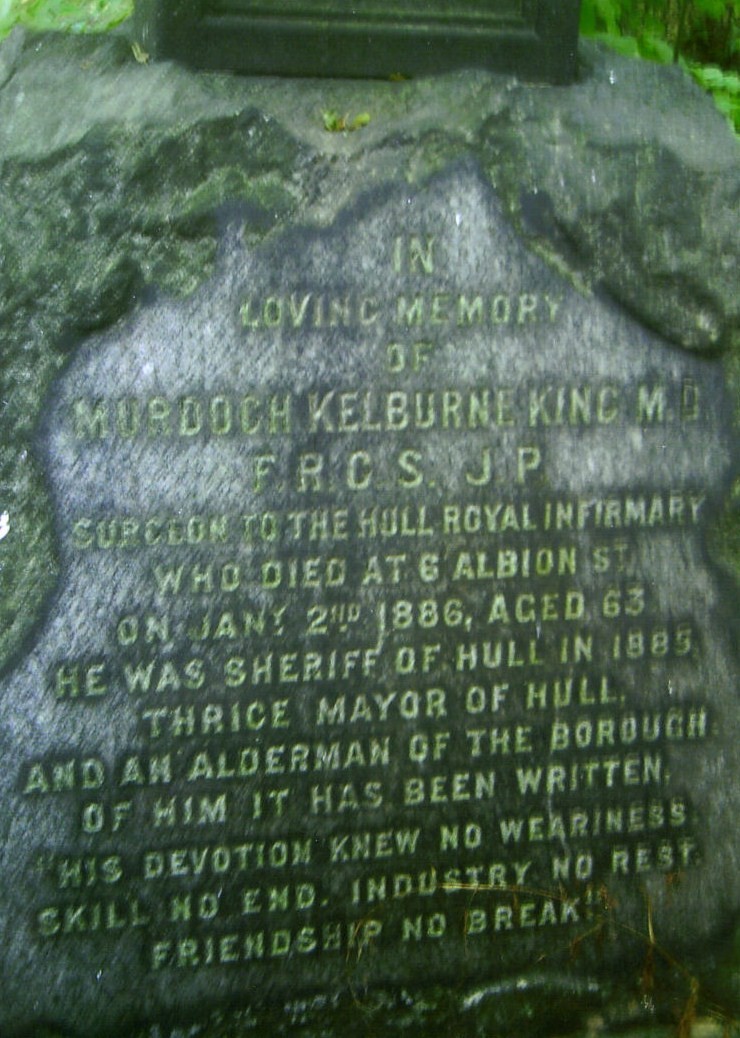 IN
LOVING MEMORY
OF
MURDOCH KELBURNE KING M.D.
F.R.C.S. J.P.
SURGEON TO THE HULL ROYAL INFIRMARY
WHO DIED AT 6 ALBION ST
ON JANY 2ND 1886, AGED 63
HE WAS SHERIFF OF HULL IN 1885,
THRICE MAYOR OF HULL,
AND AN ALDERMAN OF THE BOROUGH.
OF HIM IT HAS BEEN WRITTEN,
"HIS DEVOTION KNEW NO WEARINESS.
SKILL NO END. INDUSTRY NO REST.
FRIENDSHIP NO BREAK"